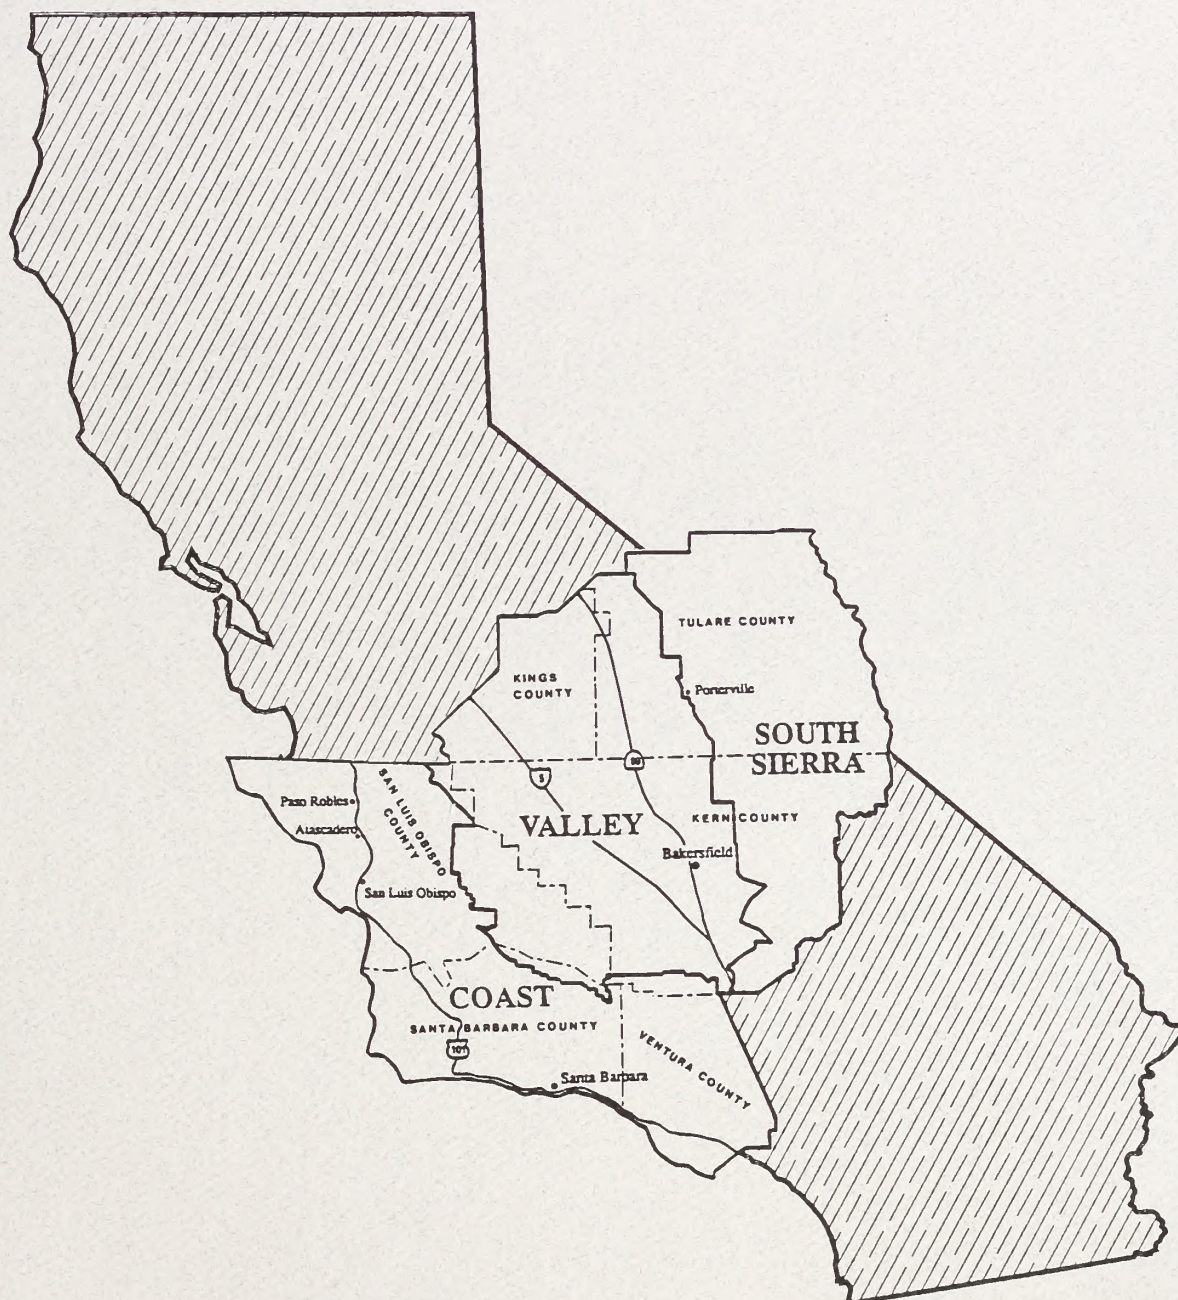 TULARE COUNTY
KINGS
COUNTY
Porterville
SOUTH
SIERRA
99
5
Paso Robles
SAN LUIS OBISPO
COUNTY
Atascadero
VALLEY
KERN COUNTY
Bakersfield
San Luis Obispo
COAST
SANTA BARBARA COUNTY
101
VENTURA COUNTY
Santa Barbara